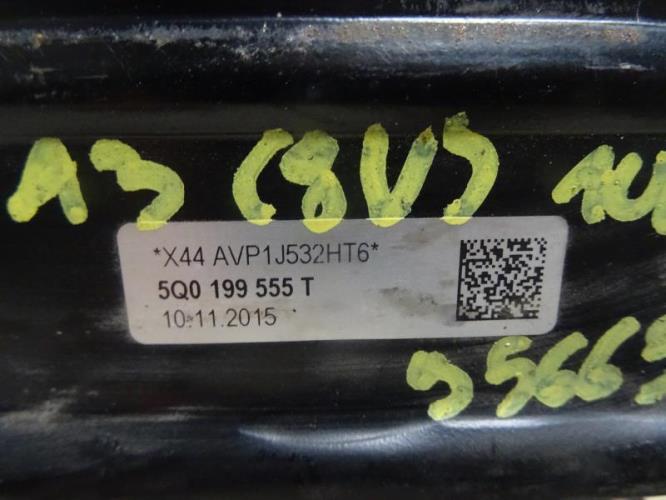 A3 (8V)
*X44 AVP1J532HT6*
5Q0 199 555 T
10.11.2015